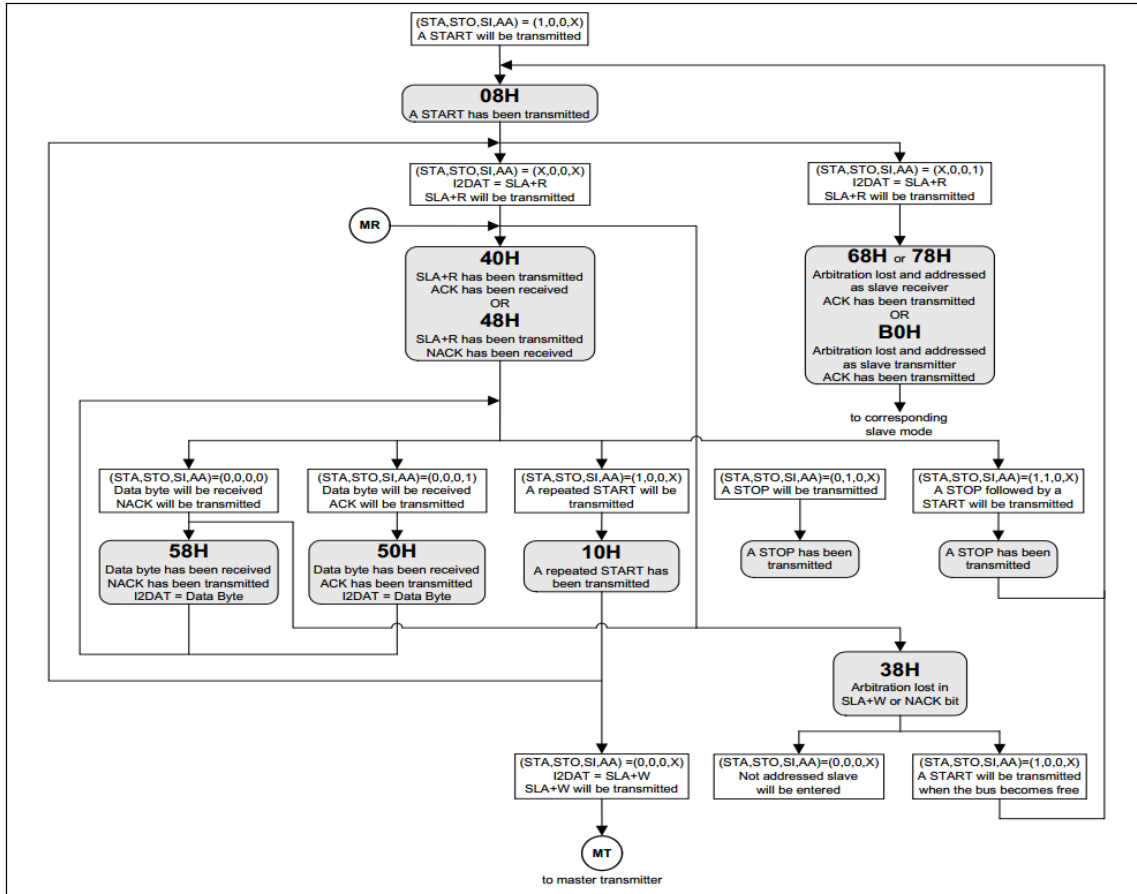 (STA,STO,SI,AA) = (1,0,0,X)
A START will be transmitted
08H
A START has been transmitted
(STA,STO,SI,AA) = (X,0,0,X)
I2DAT = SLA+R
SLA+R will be transmitted
(STA,STO,SI,AA) = (X,0,0,1)
I2DAT = SLA+R
SLA+R will be transmitted
MR
40H
SLA+R has been transmitted
ACK has been received
OR
48H
SLA+R has been transmitted
NACK has been received
68H or 78H
Arbitration lost and addressed
as slave receiver
ACK has been transmitted
OR
B0H
Arbitration lost and addressed
as slave transmitter
ACK has been transmitted
to corresponding
slave mode
(STA,STO,SI,AA)=(0,0,0,0)
Data byte will be received
NACK will be transmitted
(STA,STO,SI,AA)=(0,0,0,1)
Data byte will be received
ACK will be transmitted
(STA,STO,SI,AA)=(1,0,0,X)
A repeated START will be
transmitted
(STA,STO,SI,AA)=(0,1,0,X)
A STOP will be transmitted
(STA,STO,SI,AA)=(1,1,0,X)
A STOP followed by a
START will be transmitted
58H
Data byte has been received
NACK has been transmitted
I2DAT = Data Byte
50H
Data byte has been received
ACK has been transmitted
I2DAT = Data Byte
10H
A repeated START has
been transmitted
A STOP has been
transmitted
A STOP has been
transmitted
38H
Arbitration lost in
SLA+W or NACK bit
(STA,STO,SI,AA) =(0,0,0,X)
I2DAT = SLA+W
SLA+W will be transmitted
(STA,STO,SI,AA)=(0,0,0,X)
Not addressed slave
will be entered
(STA,STO,SI,AA)=(1,0,0,X)
A START will be transmitted
when the bus becomes free
MT
to master transmitter